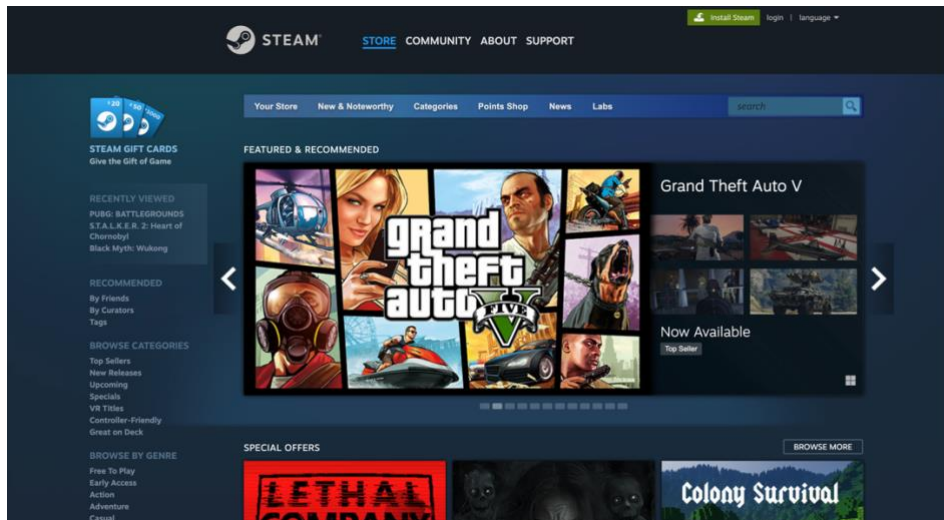 Install Steam login | language
STEAM®
STORE COMMUNITY ABOUT SUPPORT
Your Store New & Noteworthy Categories Points Shop News Labs
search
STEAM GIFT CARDS
Give the Gift of Game
RECENTLY VIEWED
PUBG: BATTLEGROUNDS
S.T.A.L.K.E.R. 2: Heart of
Chornobyl
Black Myth: Wukong
RECOMMENDED
By Friends
By Curators
Tags
BROWSE CATEGORIES
Top Sellers
New Releases
Upcoming
Specials
VR Titles
Controller-Friendly
Great on Deck
BROWSE BY GENRE
Free To Play
Early Access
Action
Adventure
Casual
FEATURED & RECOMMENDED
grand
theft
auto
V
FIVE
Grand Theft Auto V
Now Available
Top Seller
SPECIAL OFFERS
BROWSE MORE
LETHAL
COMPANY
Colony Survival